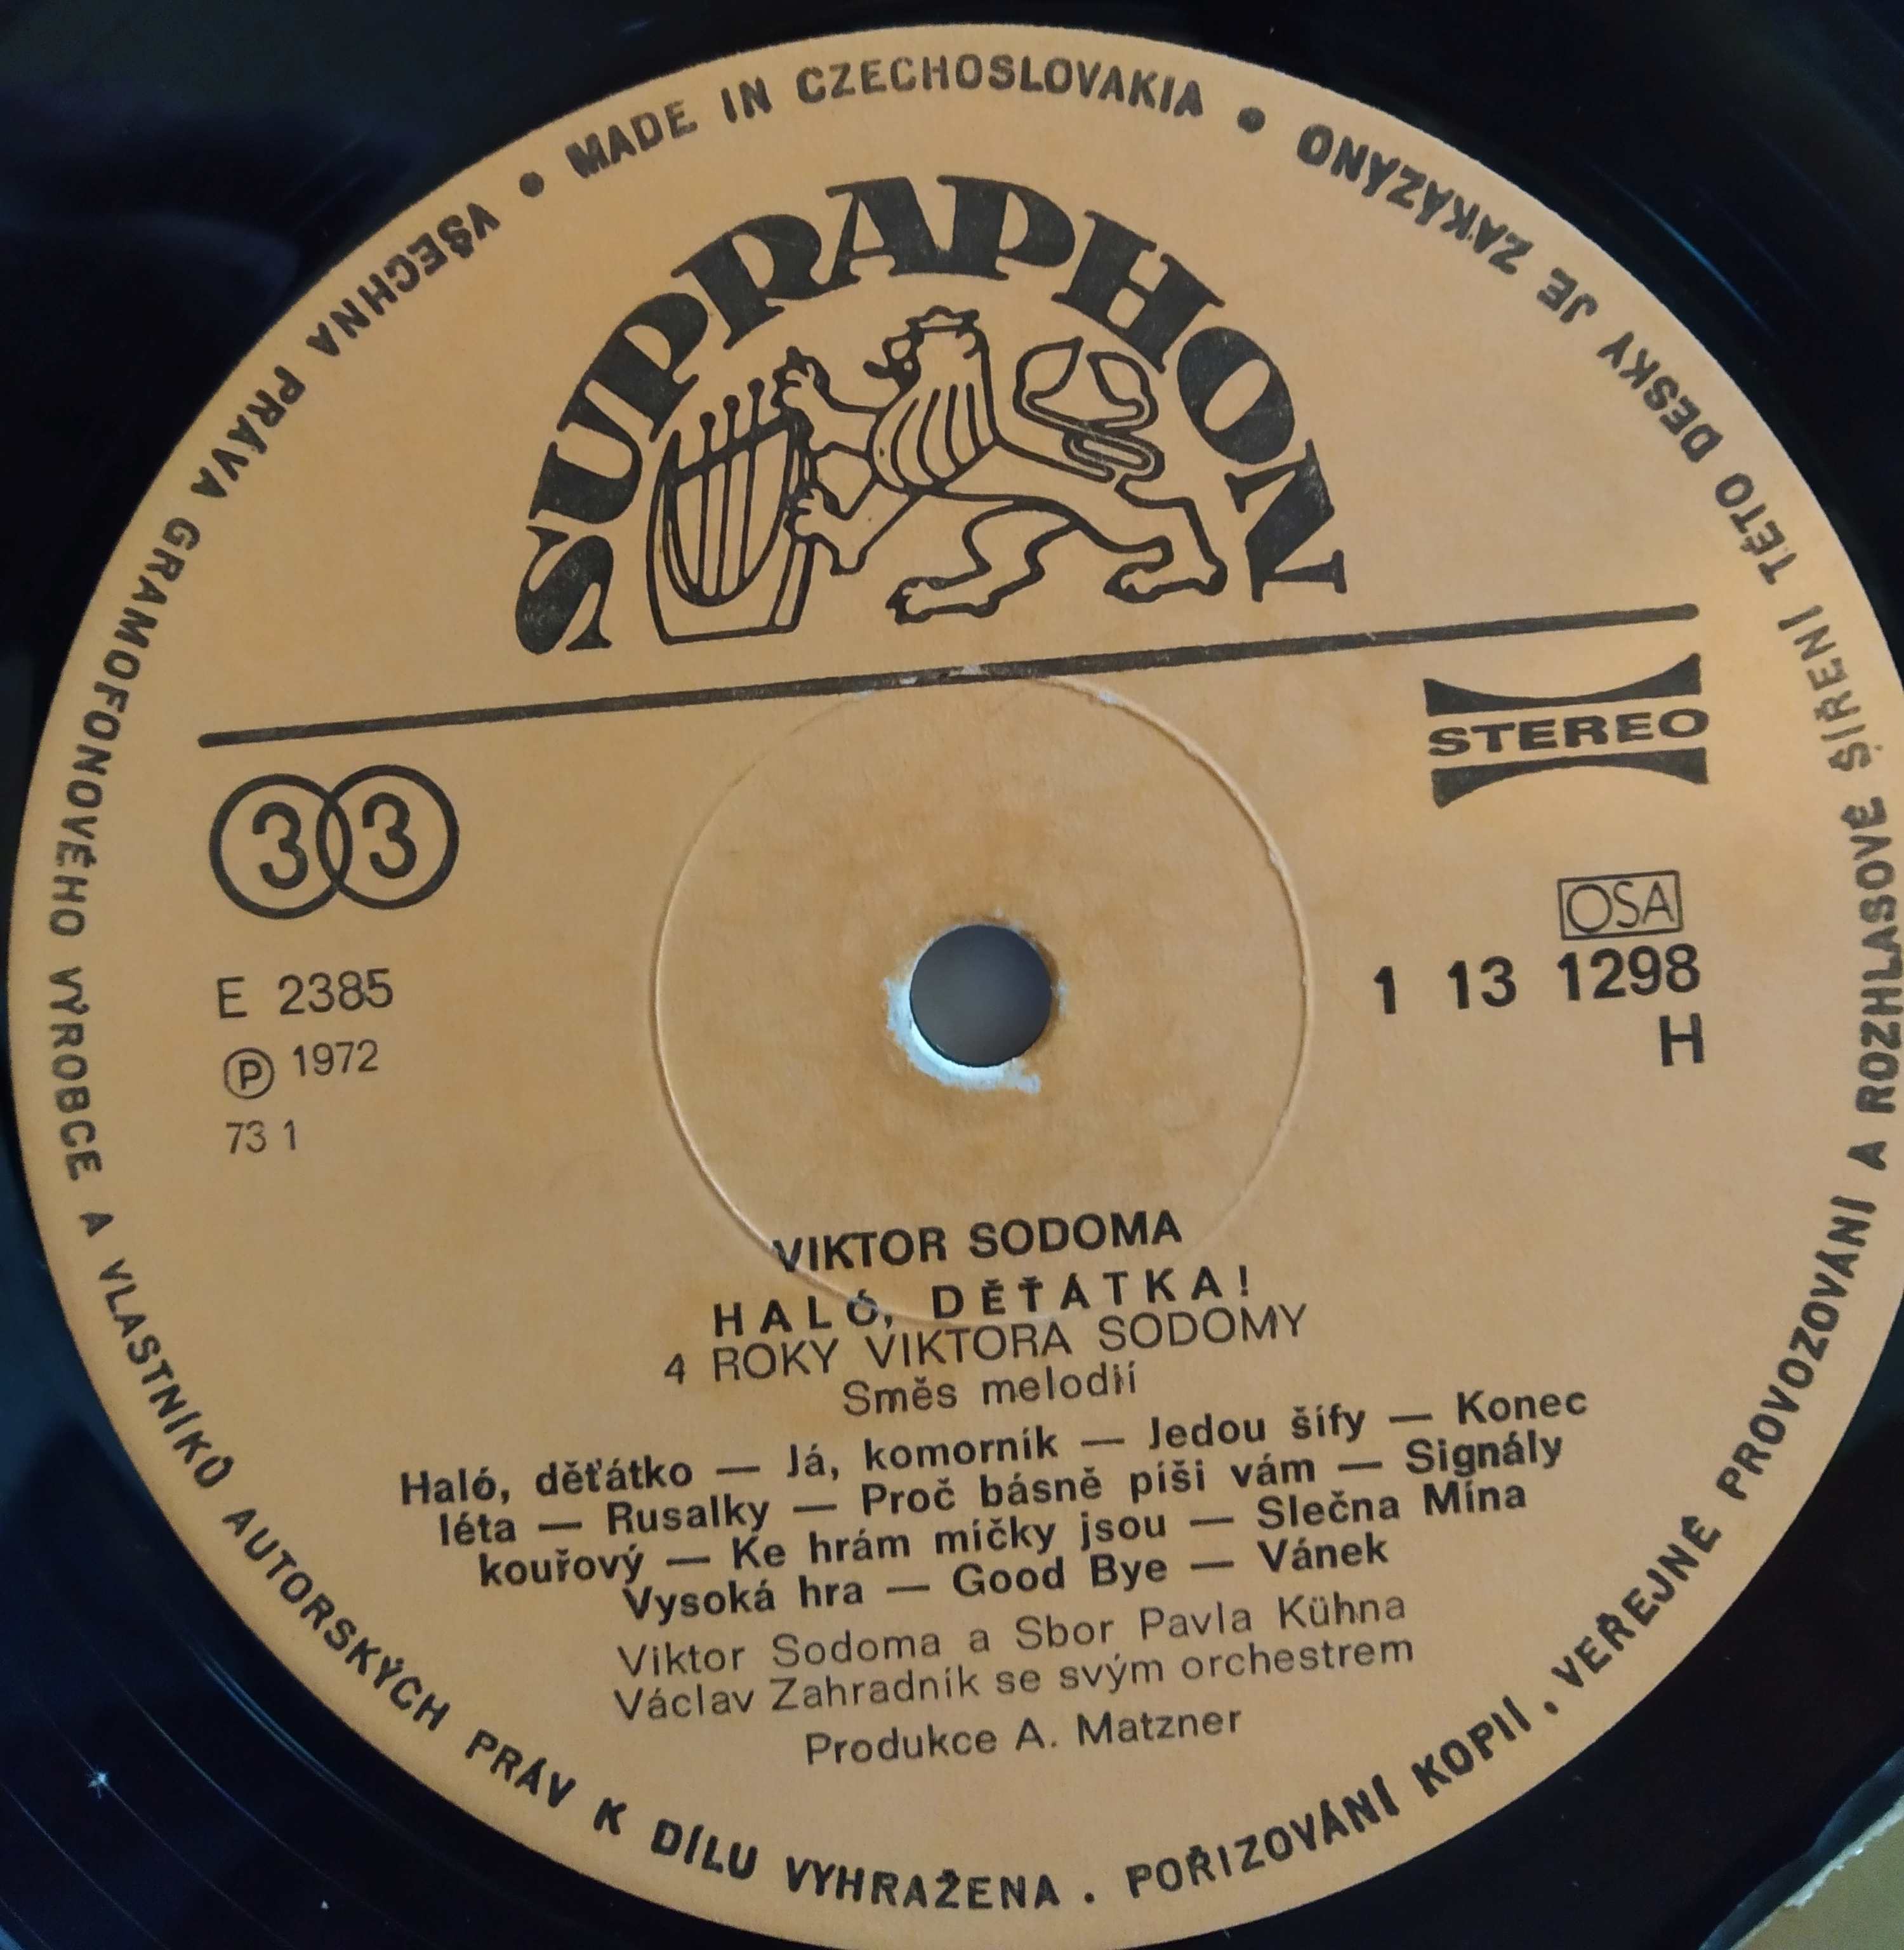 MADE IN CZECHOSLOVAKIA •
VŠECHNA PRÁVA GRAMOFONOVÉHO VÝROBCE A VLASTNÍKŮ AUTORSKÝCH PRÁV K DÍLU VYHRAŽENA . POŘIZOVÁNÍ KOPIÍ . VEŘEJNÉ PROVOZOVÁNÍ A ROZHLASOVÉ ŠÍŘENÍ TÉTO DESKY JE ZAKÁZÁNO •
SUPRAPHON
STEREO
33
OSA
E 2385
1 13 1298
Ⓟ 1972
H
73 1
VIKTOR SODOMA
HALÓ, DĚŤÁTKA!
4 ROKY VIKTORA SODOMY
Směs melodií
Haló, děťátko — Já, komorník — Jedou šífy — Konec
léta — Rusalky — Proč básně píši vám — Signály
kouřový — Ke hrám míčky jsou — Slečna Mína
Vysoká hra — Good Bye — Vánek
Viktor Sodoma a Sbor Pavla Kühna
Václav Zahradník se svým orchestrem
Produkce A. Matzner